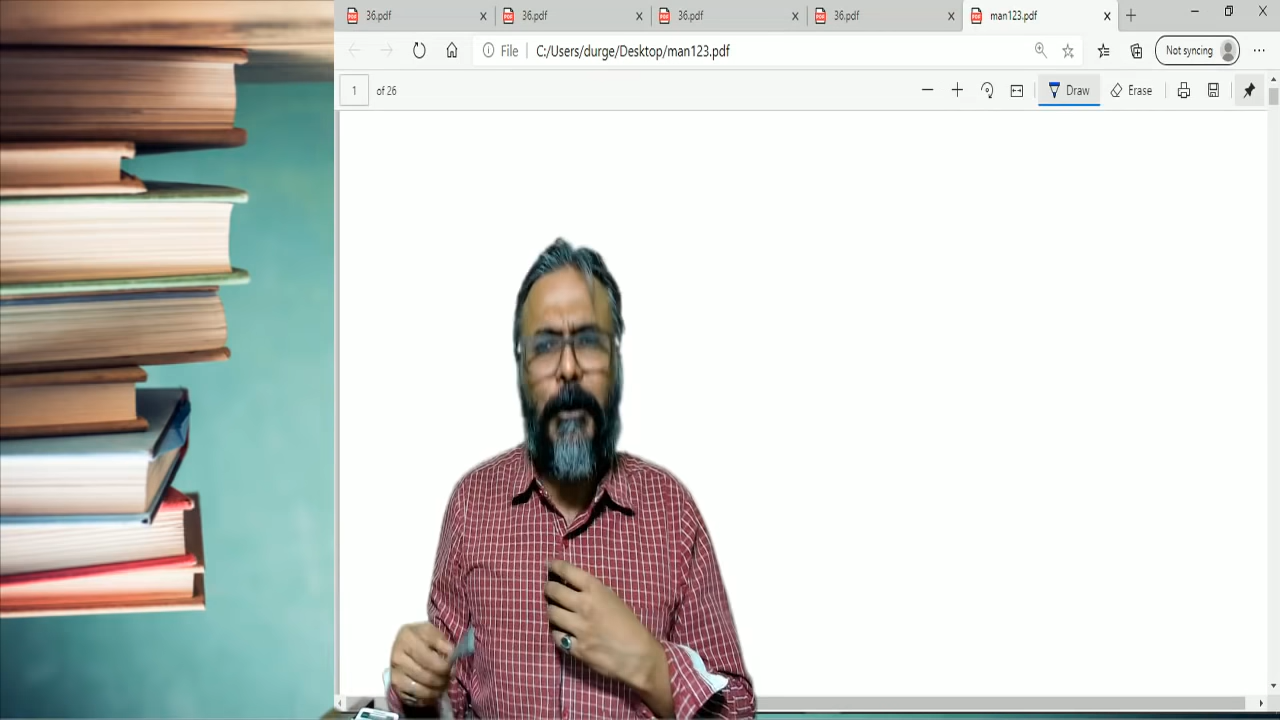 36.pdf 36.pdf 36.pdf 36.pdf man123.pdf
File C:/Users/durge/Desktop/man123.pdf Not syncing
1 of 26 Draw Erase